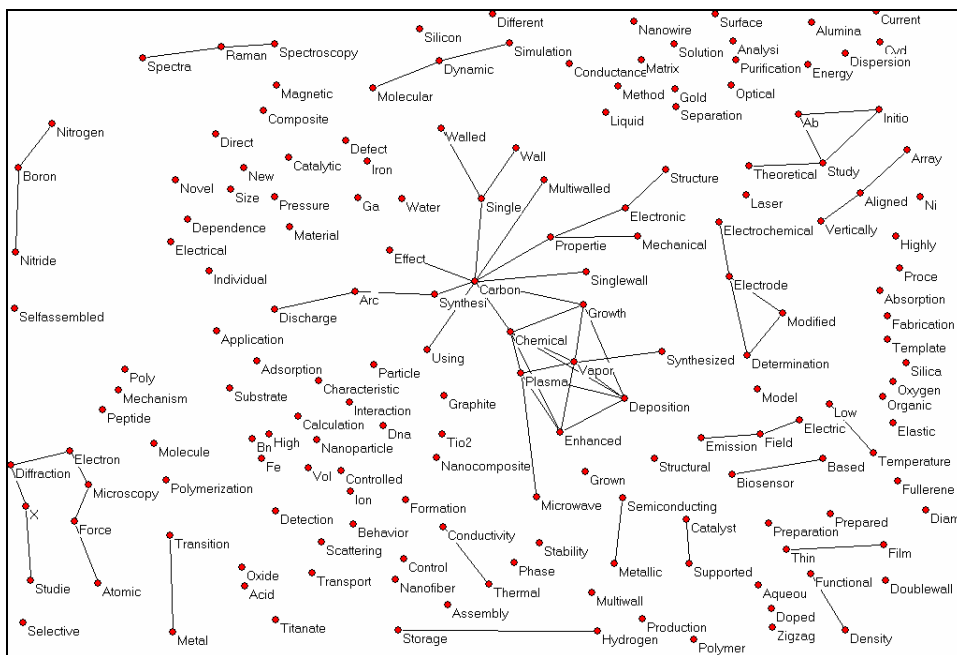 Different
Silicon
Nanowire
Surface
Alumina
Current
Spectra
Raman
Spectroscopy
Dynamic
Simulation
Solution
Analysi
Cvd
Dispersion
Conductance
Matrix
Purification
Energy
Molecular
Magnetic
Method
Gold
Optical
Separation
Composite
Liquid
Ab
Initio
Nitrogen
Direct
Defect
Walled
Wall
Catalytic
Iron
Array
Boron
New
Multiwalled
Structure
Theoretical
Study
Novel
Size
Pressure
Ga
Water
Single
Laser
Aligned
Ni
Dependence
Material
Electronic
Electrochemical
Vertically
Electrical
Propertie
Mechanical
Highly
Nitride
Effect
Individual
Singlewall
Electrode
Proce
Carbon
Arc
Synthesi
Absorption
Selfassembled
Discharge
Growth
Modified
Fabrication
Application
Chemical
Template
Using
Synthesized
Determination
Adsorption
Particle
Vapor
Silica
Poly
Plasma
Characteristic
Oxygen
Mechanism
Substrate
Graphite
Deposition
Model
Organic
Peptide
Interaction
Low
Calculation
Dna
Elastic
Electric
High
Tio2
Enhanced
Field
Molecule
Bn
Nanoparticle
Emission
Electron
Temperature
Diffraction
Fe
Nanocomposite
Structural
Based
Vol
Controlled
Grown
Biosensor
Polymerization
Fullerene
Microscopy
Ion
Formation
Microwave
Semiconducting
X
Detection
Diam
Force
Behavior
Conductivity
Catalyst
Preparation
Prepared
Transition
Scattering
Stability
Thin
Film
Control
Phase
Metallic
Supported
Oxide
Transport
Functional
Studie
Atomic
Acid
Nanofiber
Thermal
Doublewall
Aqueou
Multiwall
Assembly
Doped
Selective
Titanate
Production
Metal
Storage
Hydrogen
Zigzag
Density
Polymer